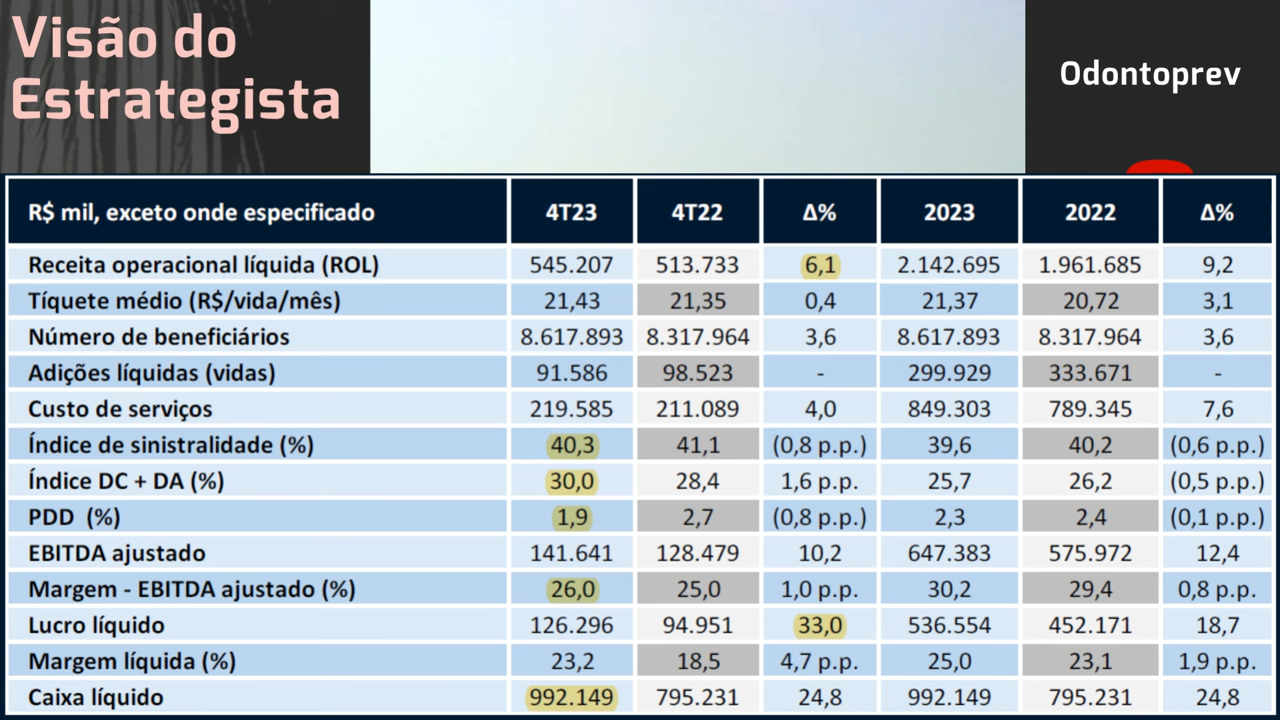 Visão do
Estrategista
Odontoprev
R$ mil, exceto onde especificado 4T23 4T22 Δ% 2023 2022 Δ%
Receita operacional líquida (ROL) 545.207 513.733 6,1 2.142.695 1.961.685 9,2
Tíquete médio (R$/vida/mês) 21,43 21,35 0,4 21,37 20,72 3,1
Número de beneficiários 8.617.893 8.317.964 3,6 8.617.893 8.317.964 3,6
Adições líquidas (vidas) 91.586 98.523 - 299.929 333.671 -
Custo de serviços 219.585 211.089 4,0 849.303 789.345 7,6
Índice de sinistralidade (%) 40,3 41,1 (0,8 p.p.) 39,6 40,2 (0,6 p.p.)
Índice DC + DA (%) 30,0 28,4 1,6 p.p. 25,7 26,2 (0,5 p.p.)
PDD (%) 1,9 2,7 (0,8 p.p.) 2,3 2,4 (0,1 p.p.)
EBITDA ajustado 141.641 128.479 10,2 647.383 575.972 12,4
Margem - EBITDA ajustado (%) 26,0 25,0 1,0 p.p. 30,2 29,4 0,8 p.p.
Lucro líquido 126.296 94.951 33,0 536.554 452.171 18,7
Margem líquida (%) 23,2 18,5 4,7 p.p. 25,0 23,1 1,9 p.p.
Caixa líquido 992.149 795.231 24,8 992.149 795.231 24,8